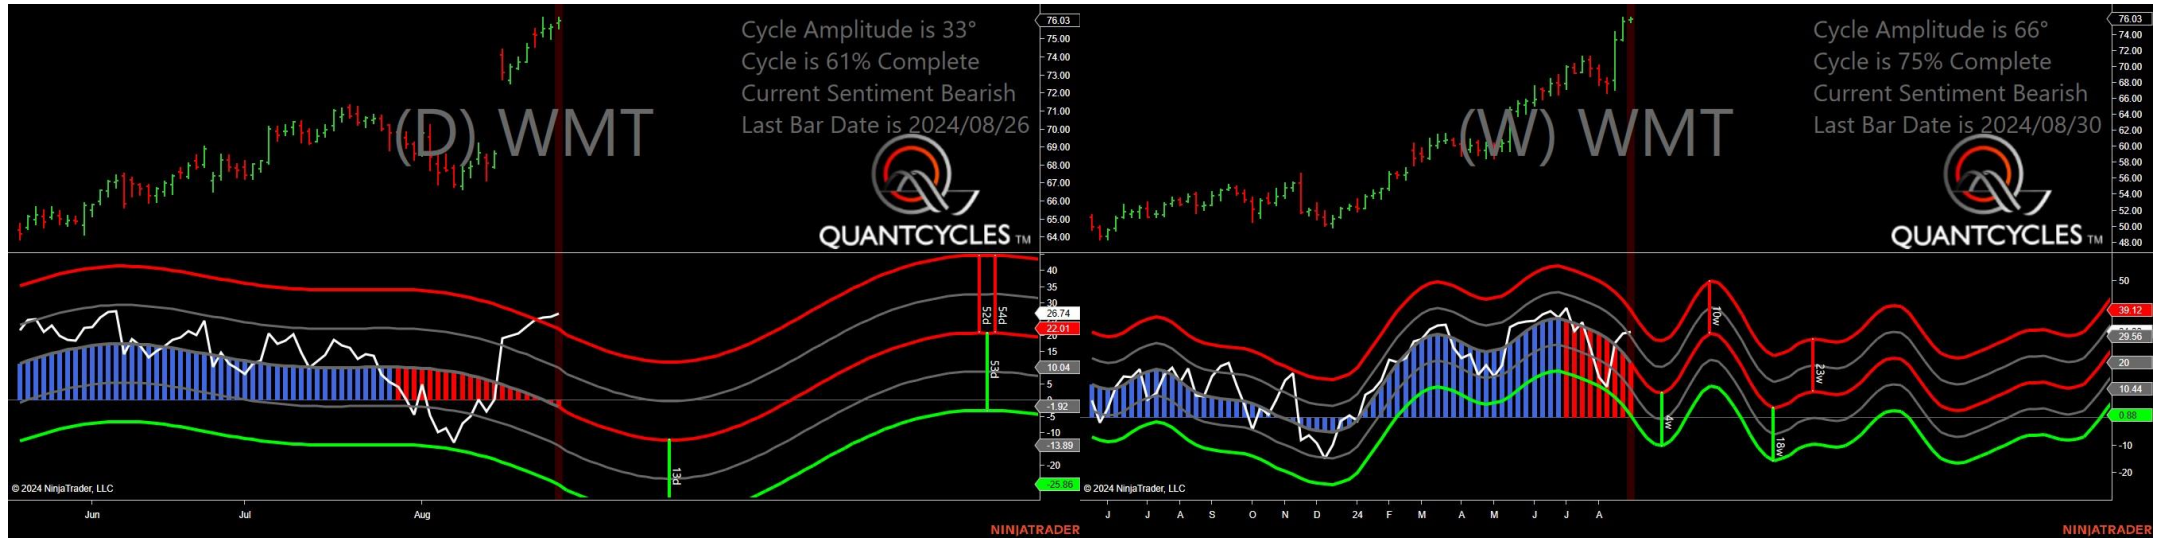 Cycle Amplitude is 33°
Cycle is 61% Complete
Current Sentiment Bearish
Last Bar Date is 2024/08/26
(D) WMT
QUANTCYCLES TM
76.03
75.00
74.00
73.00
72.00
71.00
70.00
69.00
68.00
67.00
66.00
65.00
64.00
40
35
30
26.74
22.01
20
15
10.04
5
0
-1.92
-5
-10
-13.89
-20
-25.86
52d
54d
53d
13d
© 2024 NinjaTrader, LLC
Jun Jul Aug
NINJATRADER
Cycle Amplitude is 66°
Cycle is 75% Complete
Current Sentiment Bearish
Last Bar Date is 2024/08/30
(W) WMT
QUANTCYCLES TM
76.03
74.00
72.00
70.00
68.00
66.00
64.00
62.00
60.00
58.00
56.00
54.00
52.00
50.00
48.00
50
39.12
29.56
20
10.44
0.88
-10
-20
10w
23w
4w
18w
© 2024 NinjaTrader, LLC
J J A S O N D 24 F M A M J J A
NINJATRADER